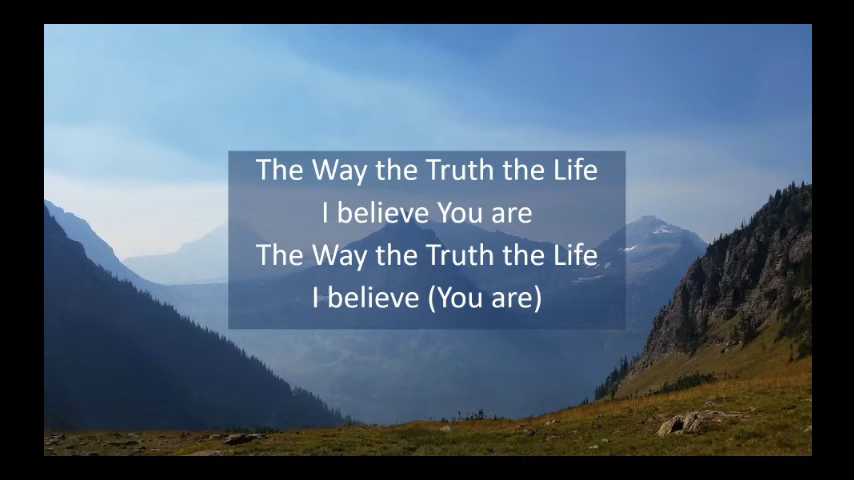 The Way the Truth the Life
I believe You are
The Way the Truth the Life
I believe (You are)